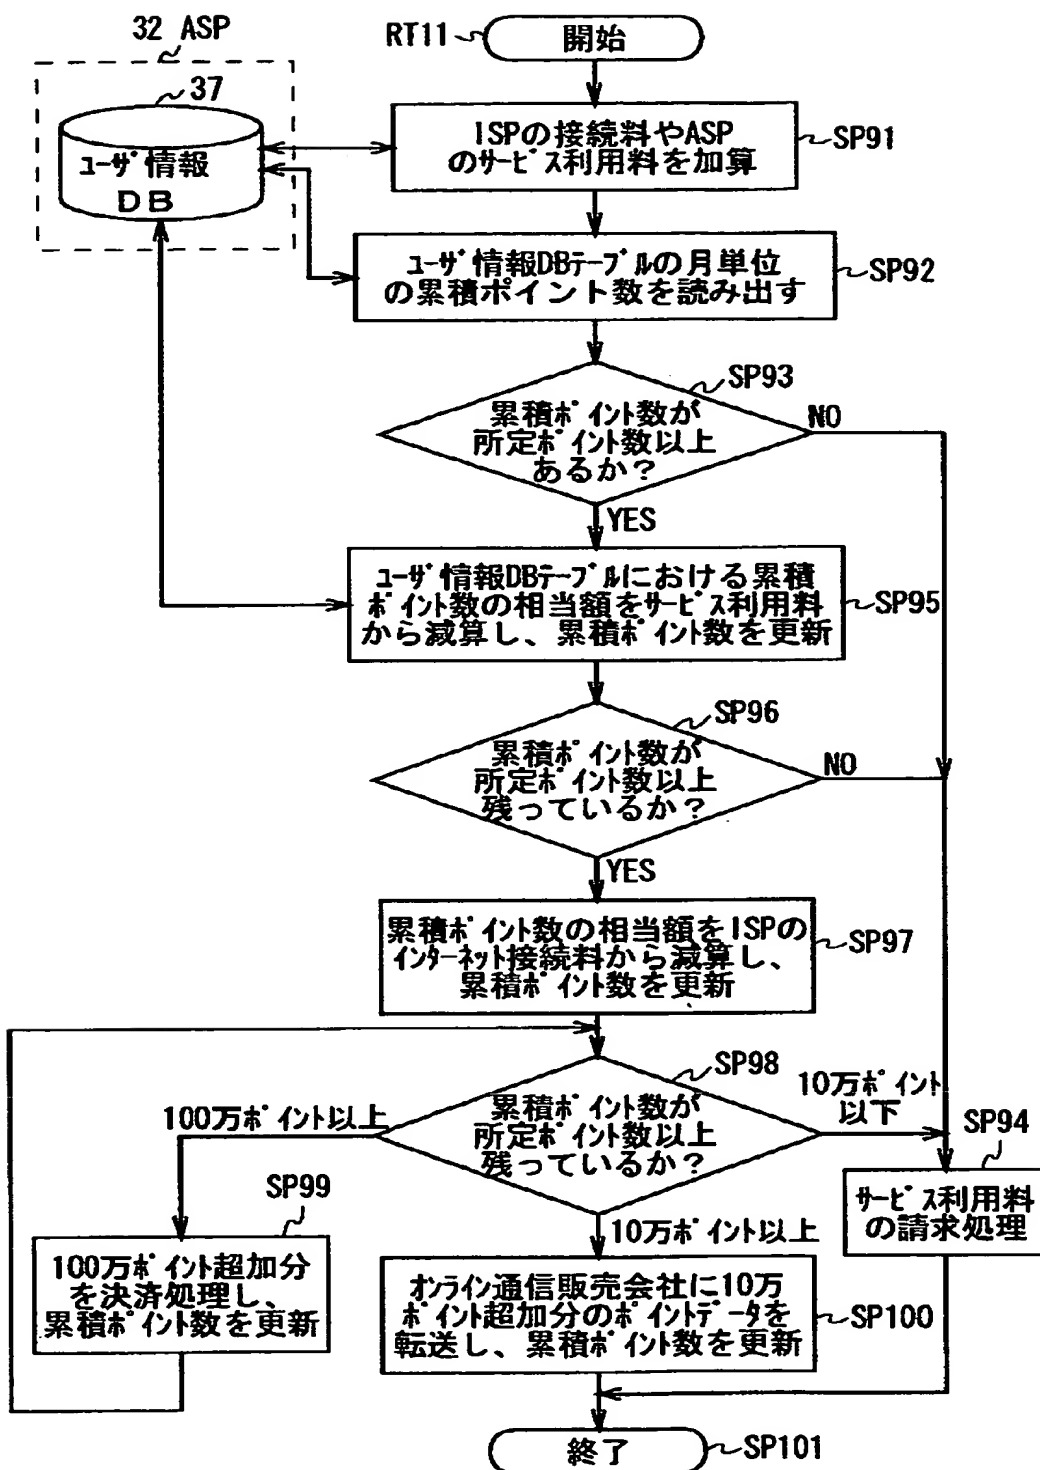 32 ASP
37
ユーザ情報
DB
RT11
開始
ISPの接続料やASP
のサービス利用料を加算
SP91
ユーザ情報DBテーブルの月単位
の累積ポイント数を読み出す
SP92
SP93
累積ポイント数が
所定ポイント数以上
あるか?
NO
YES
ユーザ情報DBテーブルにおける累積
ポイント数の相当額をサービス利用料
から減算し、累積ポイント数を更新
SP95
SP96
累積ポイント数が
所定ポイント数以上
残っているか?
NO
YES
累積ポイント数の相当額をISPの
インターネット接続料から減算し、
累積ポイント数を更新
SP97
SP98
累積ポイント数が
所定ポイント数以上
残っているか?
100万ポイント以上
10万ポイント
以下
10万ポイント以上
SP99
100万ポイント超加分
を決済処理し、
累積ポイント数を更新
SP94
サービス利用料
の請求処理
オンライン通信販売会社に10万
ポイント超加分のポイントデータを
転送し、累積ポイント数を更新
SP100
終了
SP101